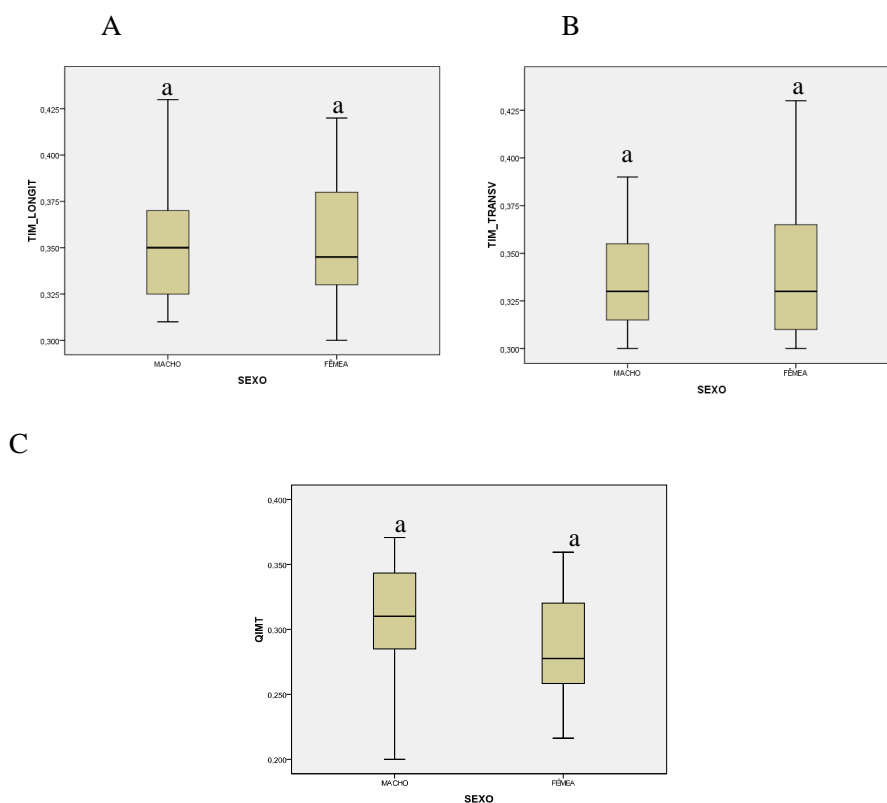 A
B
a
a
0,425
0,400
0,375
0,350
0,325
0,300
TIM_LONGIT
MACHO
FÊMEA
SEXO
a
a
0,425
0,400
0,375
0,350
0,325
0,300
TIM_TRANSV
MACHO
FÊMEA
SEXO
C
a
a
0,400
0,350
0,300
0,250
0,200
QIMT
MACHO
FÊMEA
SEXO